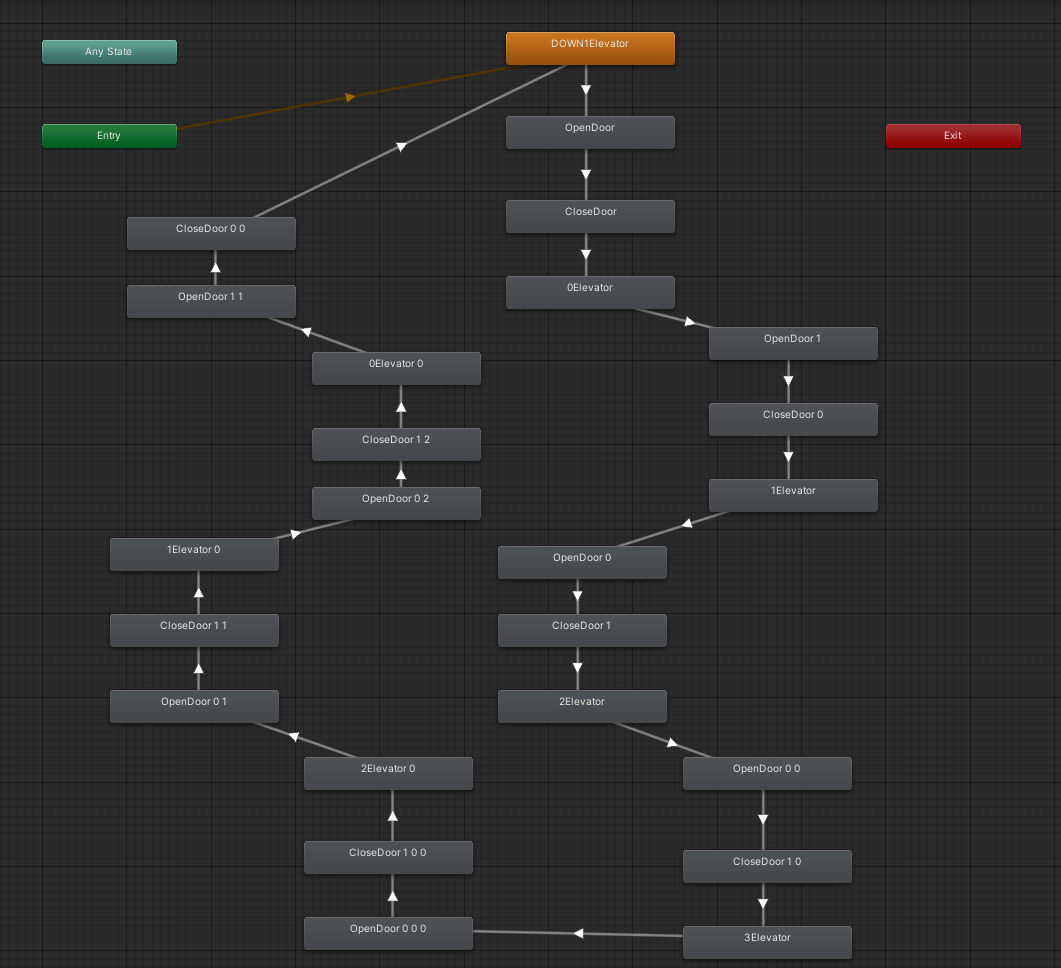 Any State
DOWN1Elevator
Entry
OpenDoor
Exit
CloseDoor
CloseDoor 0 0
0Elevator
OpenDoor 1 1
OpenDoor 1
0Elevator 0
CloseDoor 0
CloseDoor 1 2
1Elevator
OpenDoor 0 2
1Elevator 0
OpenDoor 0
CloseDoor 1 1
CloseDoor 1
OpenDoor 0 1
2Elevator
2Elevator 0
OpenDoor 0 0
CloseDoor 1 0 0
CloseDoor 1 0
OpenDoor 0 0 0
3Elevator